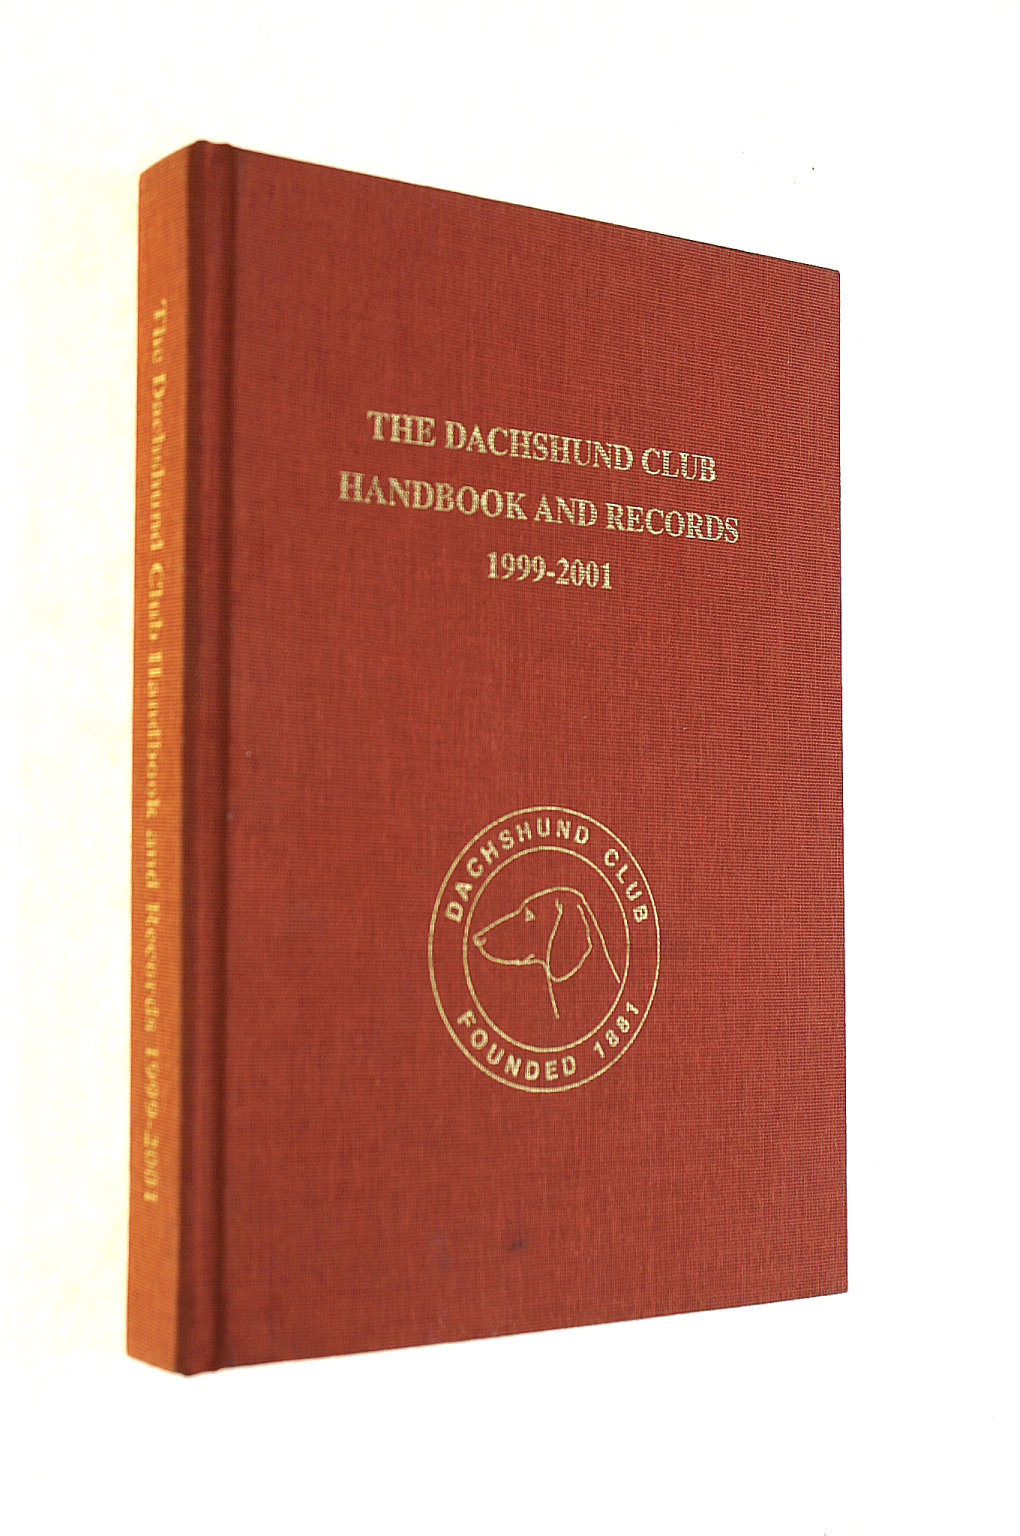 The Dachshund Club Handbook and Records 1999-2001
THE DACHSHUND CLUB
HANDBOOK AND RECORDS
1999-2001
DACHSHUND CLUB
FOUNDED 1881